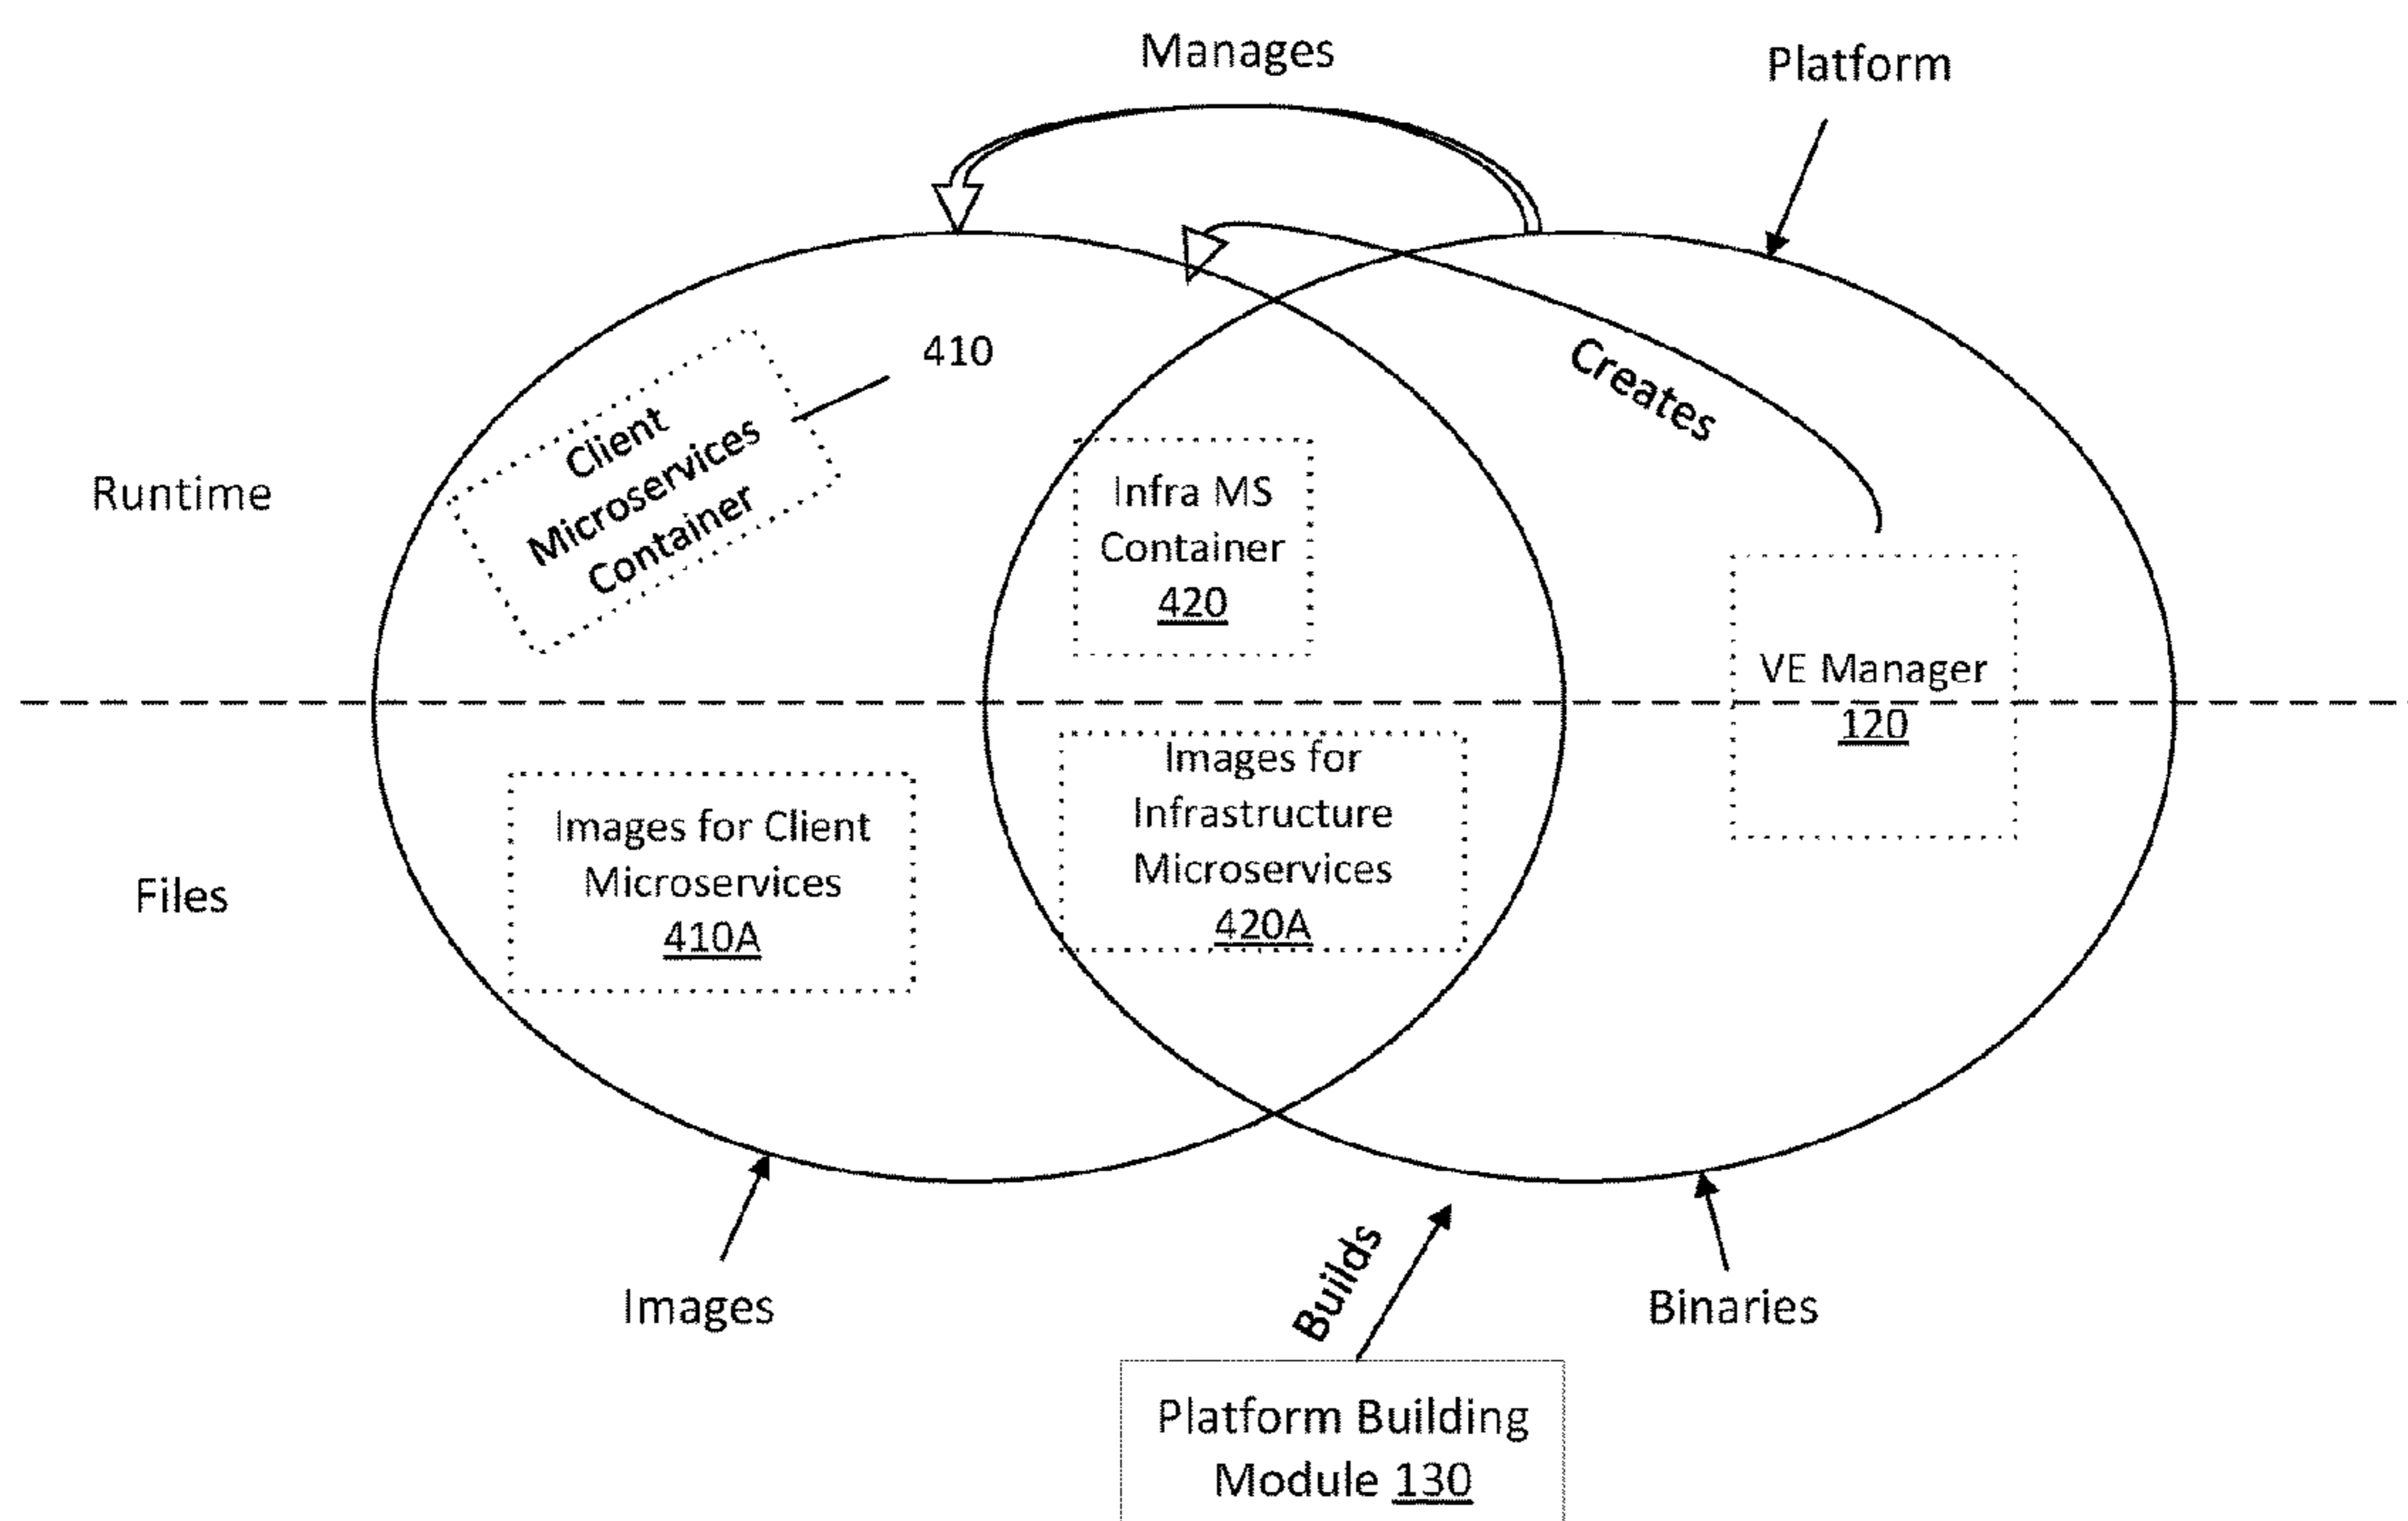 Manages
Platform
410
Creates
Client
Microservices
Container
Runtime
Infra MS
Container
420
VE Manager
120
Images for
Infrastructure
Microservices
420A
Images for Client
Microservices
410A
Files
Images
Builds
Binaries
Platform Building
Module 130